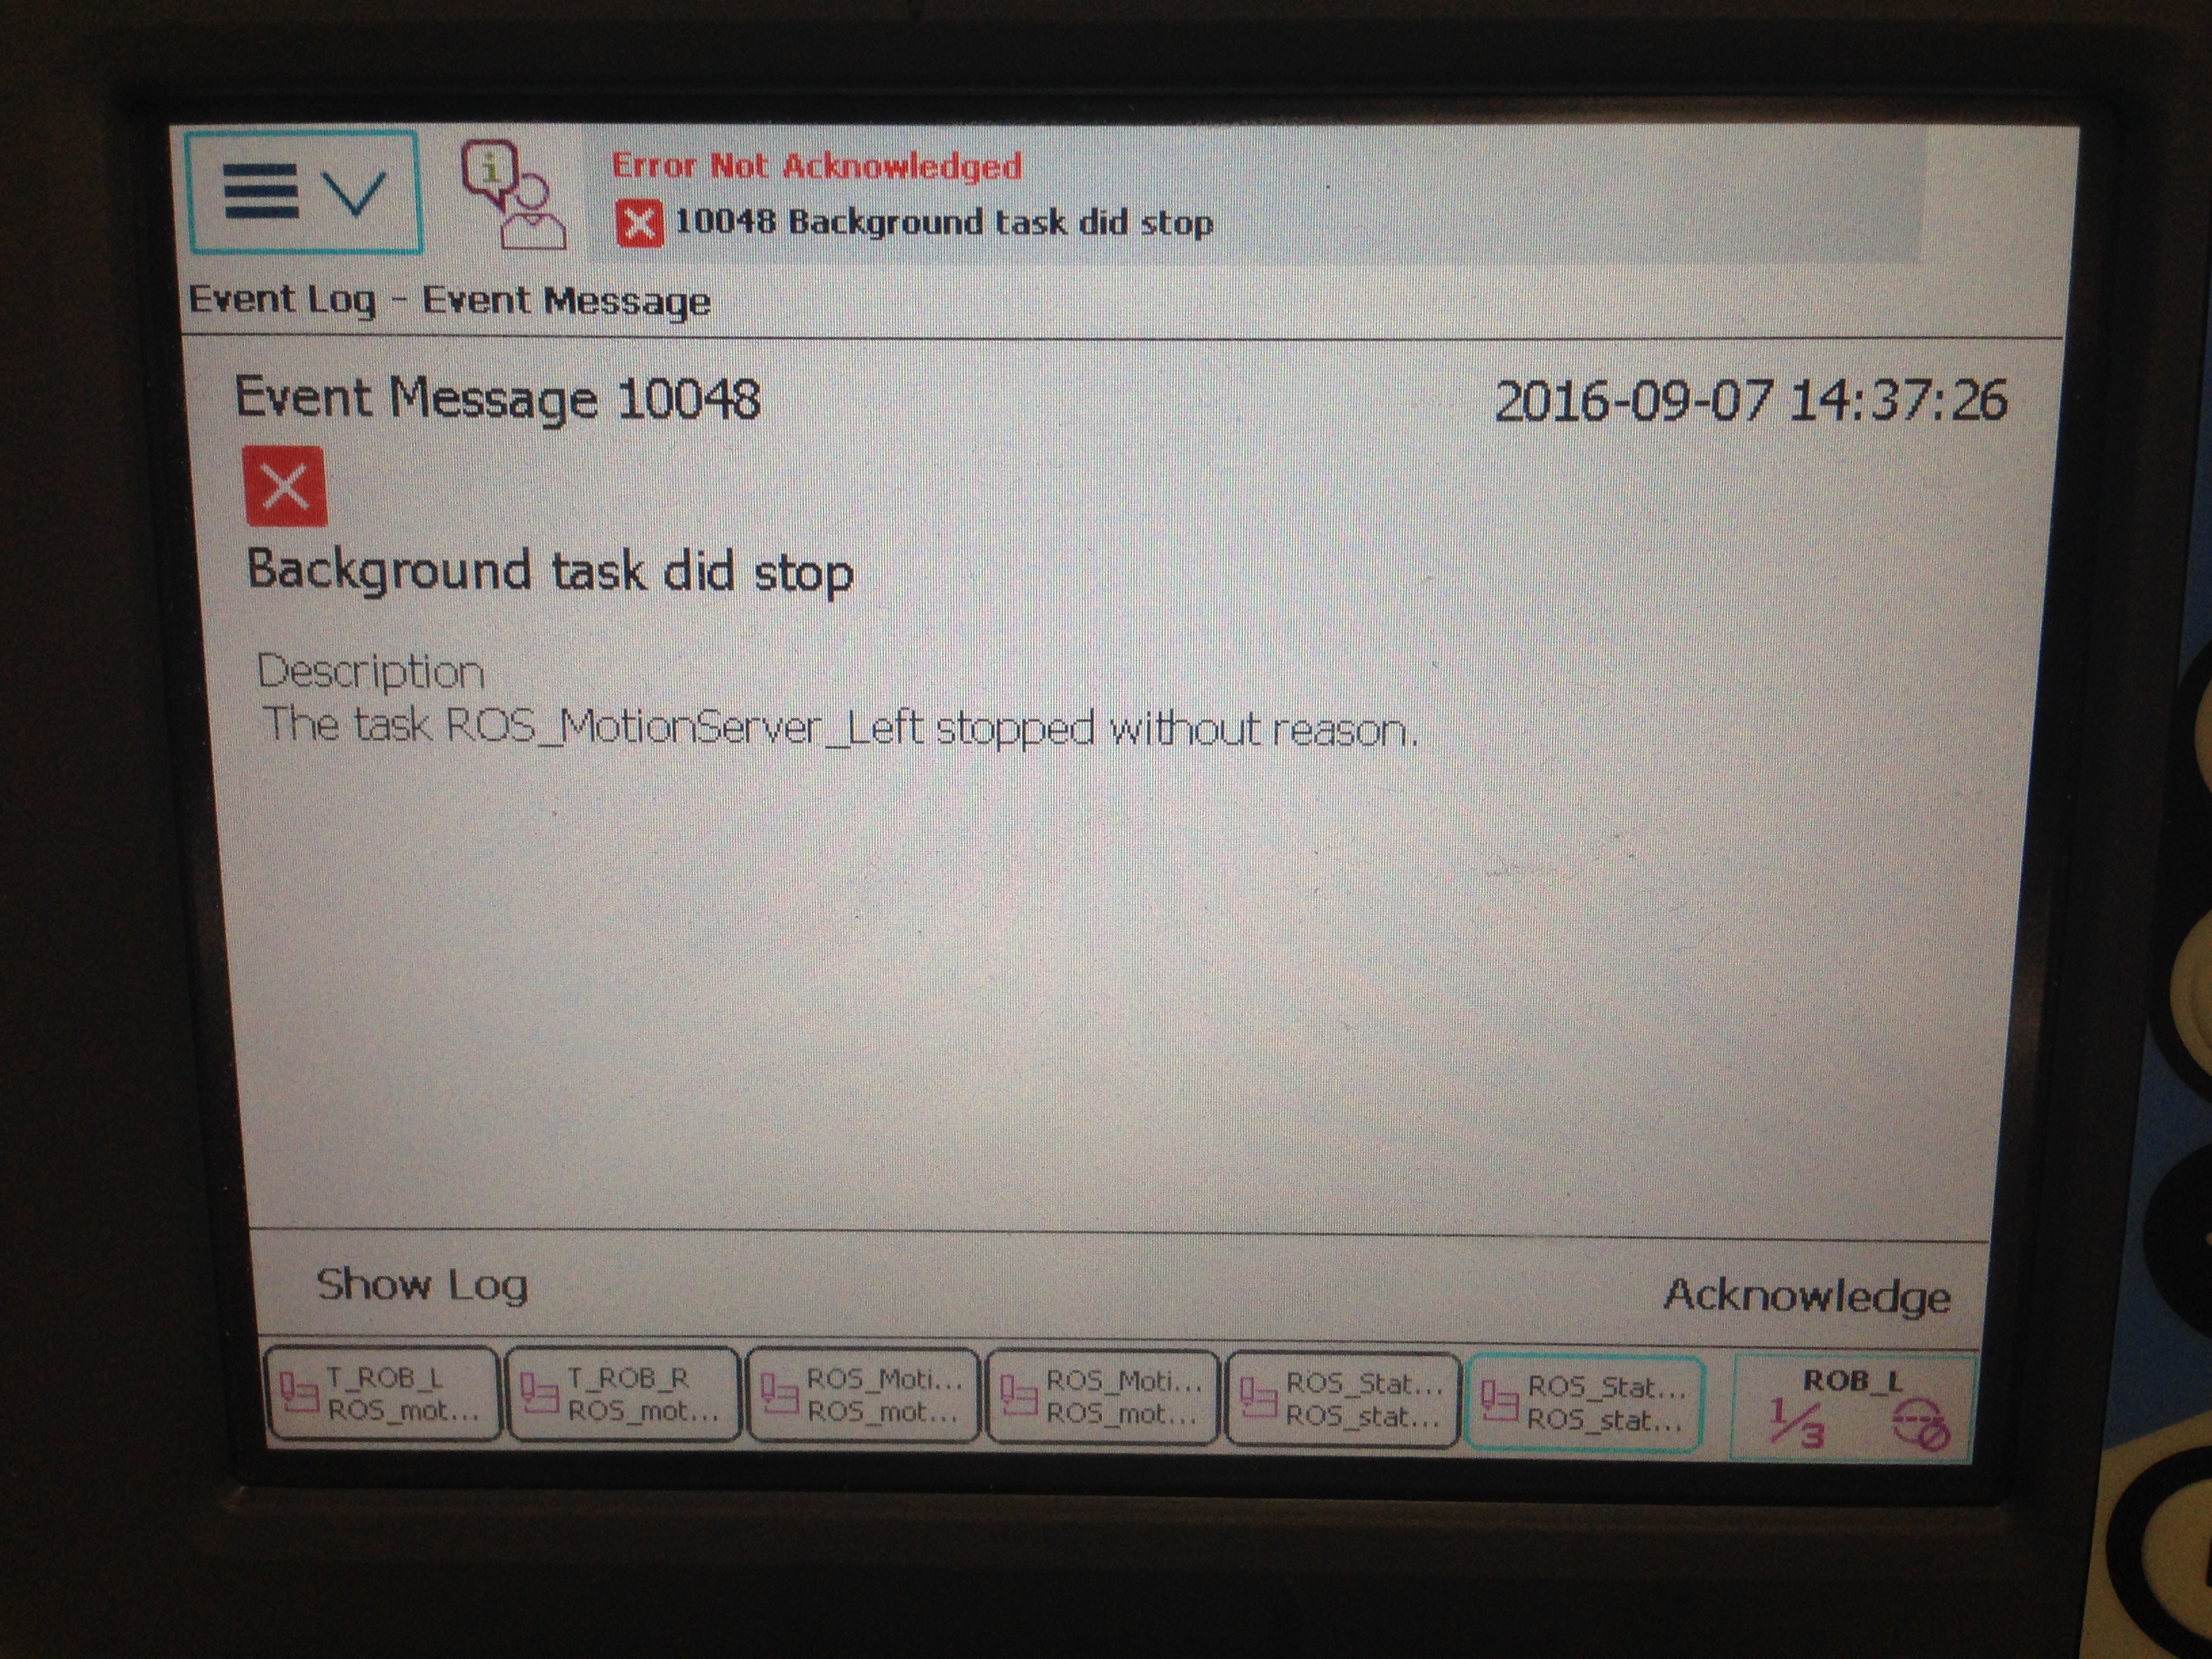 Error Not Acknowledged
10048 Background task did stop
Event Log - Event Message
Event Message 10048
2016-09-07 14:37:26
Background task did stop
Description
The task ROS_MotionServer_Left stopped without reason.
Show Log
Acknowledge
T_ROB_L
ROS_mot...
T_ROB_R
ROS_mot...
ROS_Moti...
ROS_mot...
ROS_Moti...
ROS_mot...
ROS_Stat...
ROS_stat...
ROS_Stat...
ROS_stat...
ROB_L
1/3